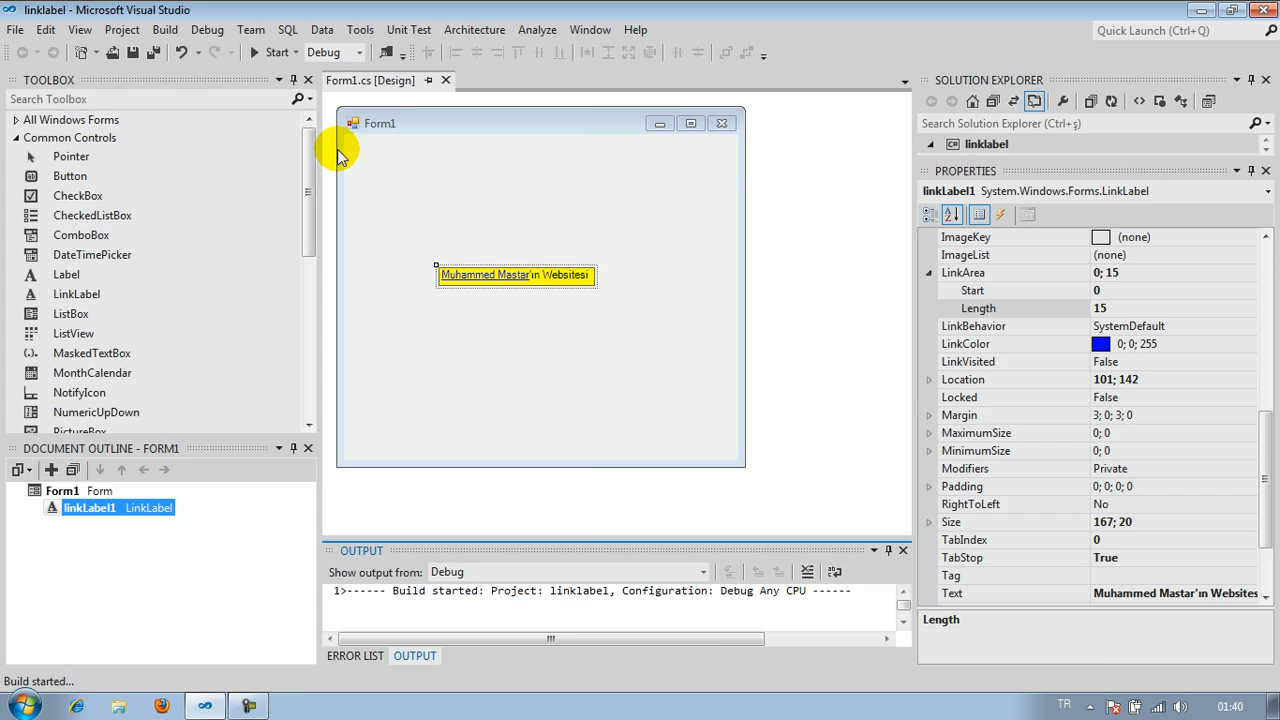 linklabel - Microsoft Visual Studio
File Edit View Project Build Debug Team SQL Data Tools Unit Test Architecture Analyze Window Help
Quick Launch (Ctrl+Q)
Start Debug
TOOLBOX
Search Toolbox
All Windows Forms
Common Controls
Pointer
Button
CheckBox
CheckedListBox
ComboBox
DateTimePicker
Label
LinkLabel
ListBox
ListView
MaskedTextBox
MonthCalendar
NotifyIcon
NumericUpDown
PictureBox
DOCUMENT OUTLINE - FORM1
Form1 Form
linkLabel1 LinkLabel
Form1.cs [Design]
Form1
Muhammed Mastar'ın Websitesi
OUTPUT
Show output from: Debug
1>------ Build started: Project: linklabel, Configuration: Debug Any CPU ------
ERROR LIST OUTPUT
SOLUTION EXPLORER
Search Solution Explorer (Ctrl+ş)
linklabel
PROPERTIES
linkLabel1 System.Windows.Forms.LinkLabel
ImageKey (none)
ImageList (none)
LinkArea 0; 15
Start 0
Length 15
LinkBehavior SystemDefault
LinkColor 0; 0; 255
LinkVisited False
Location 101; 142
Locked False
Margin 3; 0; 3; 0
MaximumSize 0; 0
MinimumSize 0; 0
Modifiers Private
Padding 0; 0; 0; 0
RightToLeft No
Size 167; 20
TabIndex 0
TabStop True
Tag
Text Muhammed Mastar'ın Websites
Length
Build started...
TR 01:40